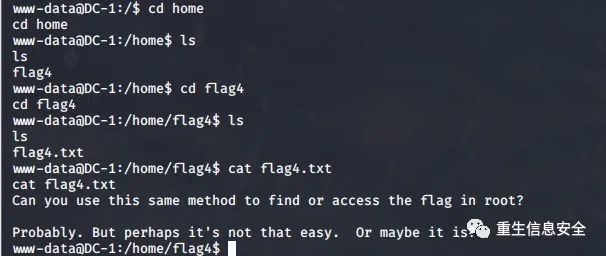 www-data@DC-1:/$ cd home
cd home
www-data@DC-1:/home$ ls
ls
flag4
www-data@DC-1:/home$ cd flag4
cd flag4
www-data@DC-1:/home/flag4$ ls
ls
flag4.txt
www-data@DC-1:/home/flag4$ cat flag4.txt
cat flag4.txt
Can you use this same method to find or access the flag in root?
Probably. But perhaps it's not that easy.  Or maybe it is?
www-data@DC-1:/home/flag4$
重生信息安全